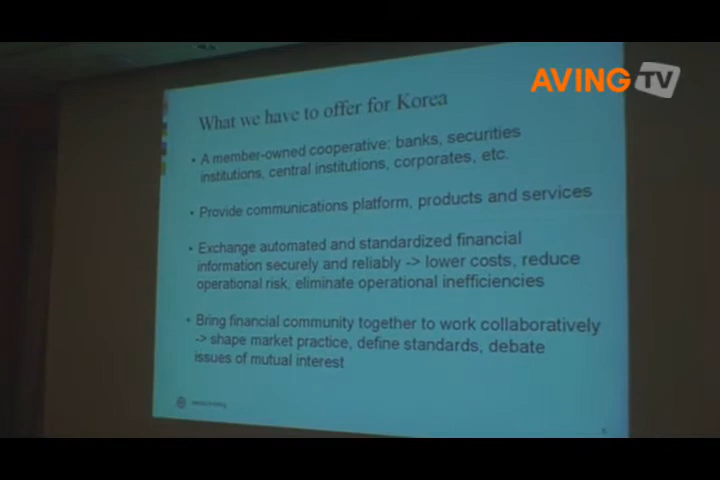 AVING TV
What we have to offer for Korea
• A member-owned cooperative: banks, securities
institutions, central institutions, corporates, etc.
• Provide communications platform, products and services
• Exchange automated and standardized financial
information securely and reliably -> lower costs, reduce
operational risk, eliminate operational inefficiencies
• Bring financial community together to work collaboratively
-> shape market practice, define standards, debate
issues of mutual interest